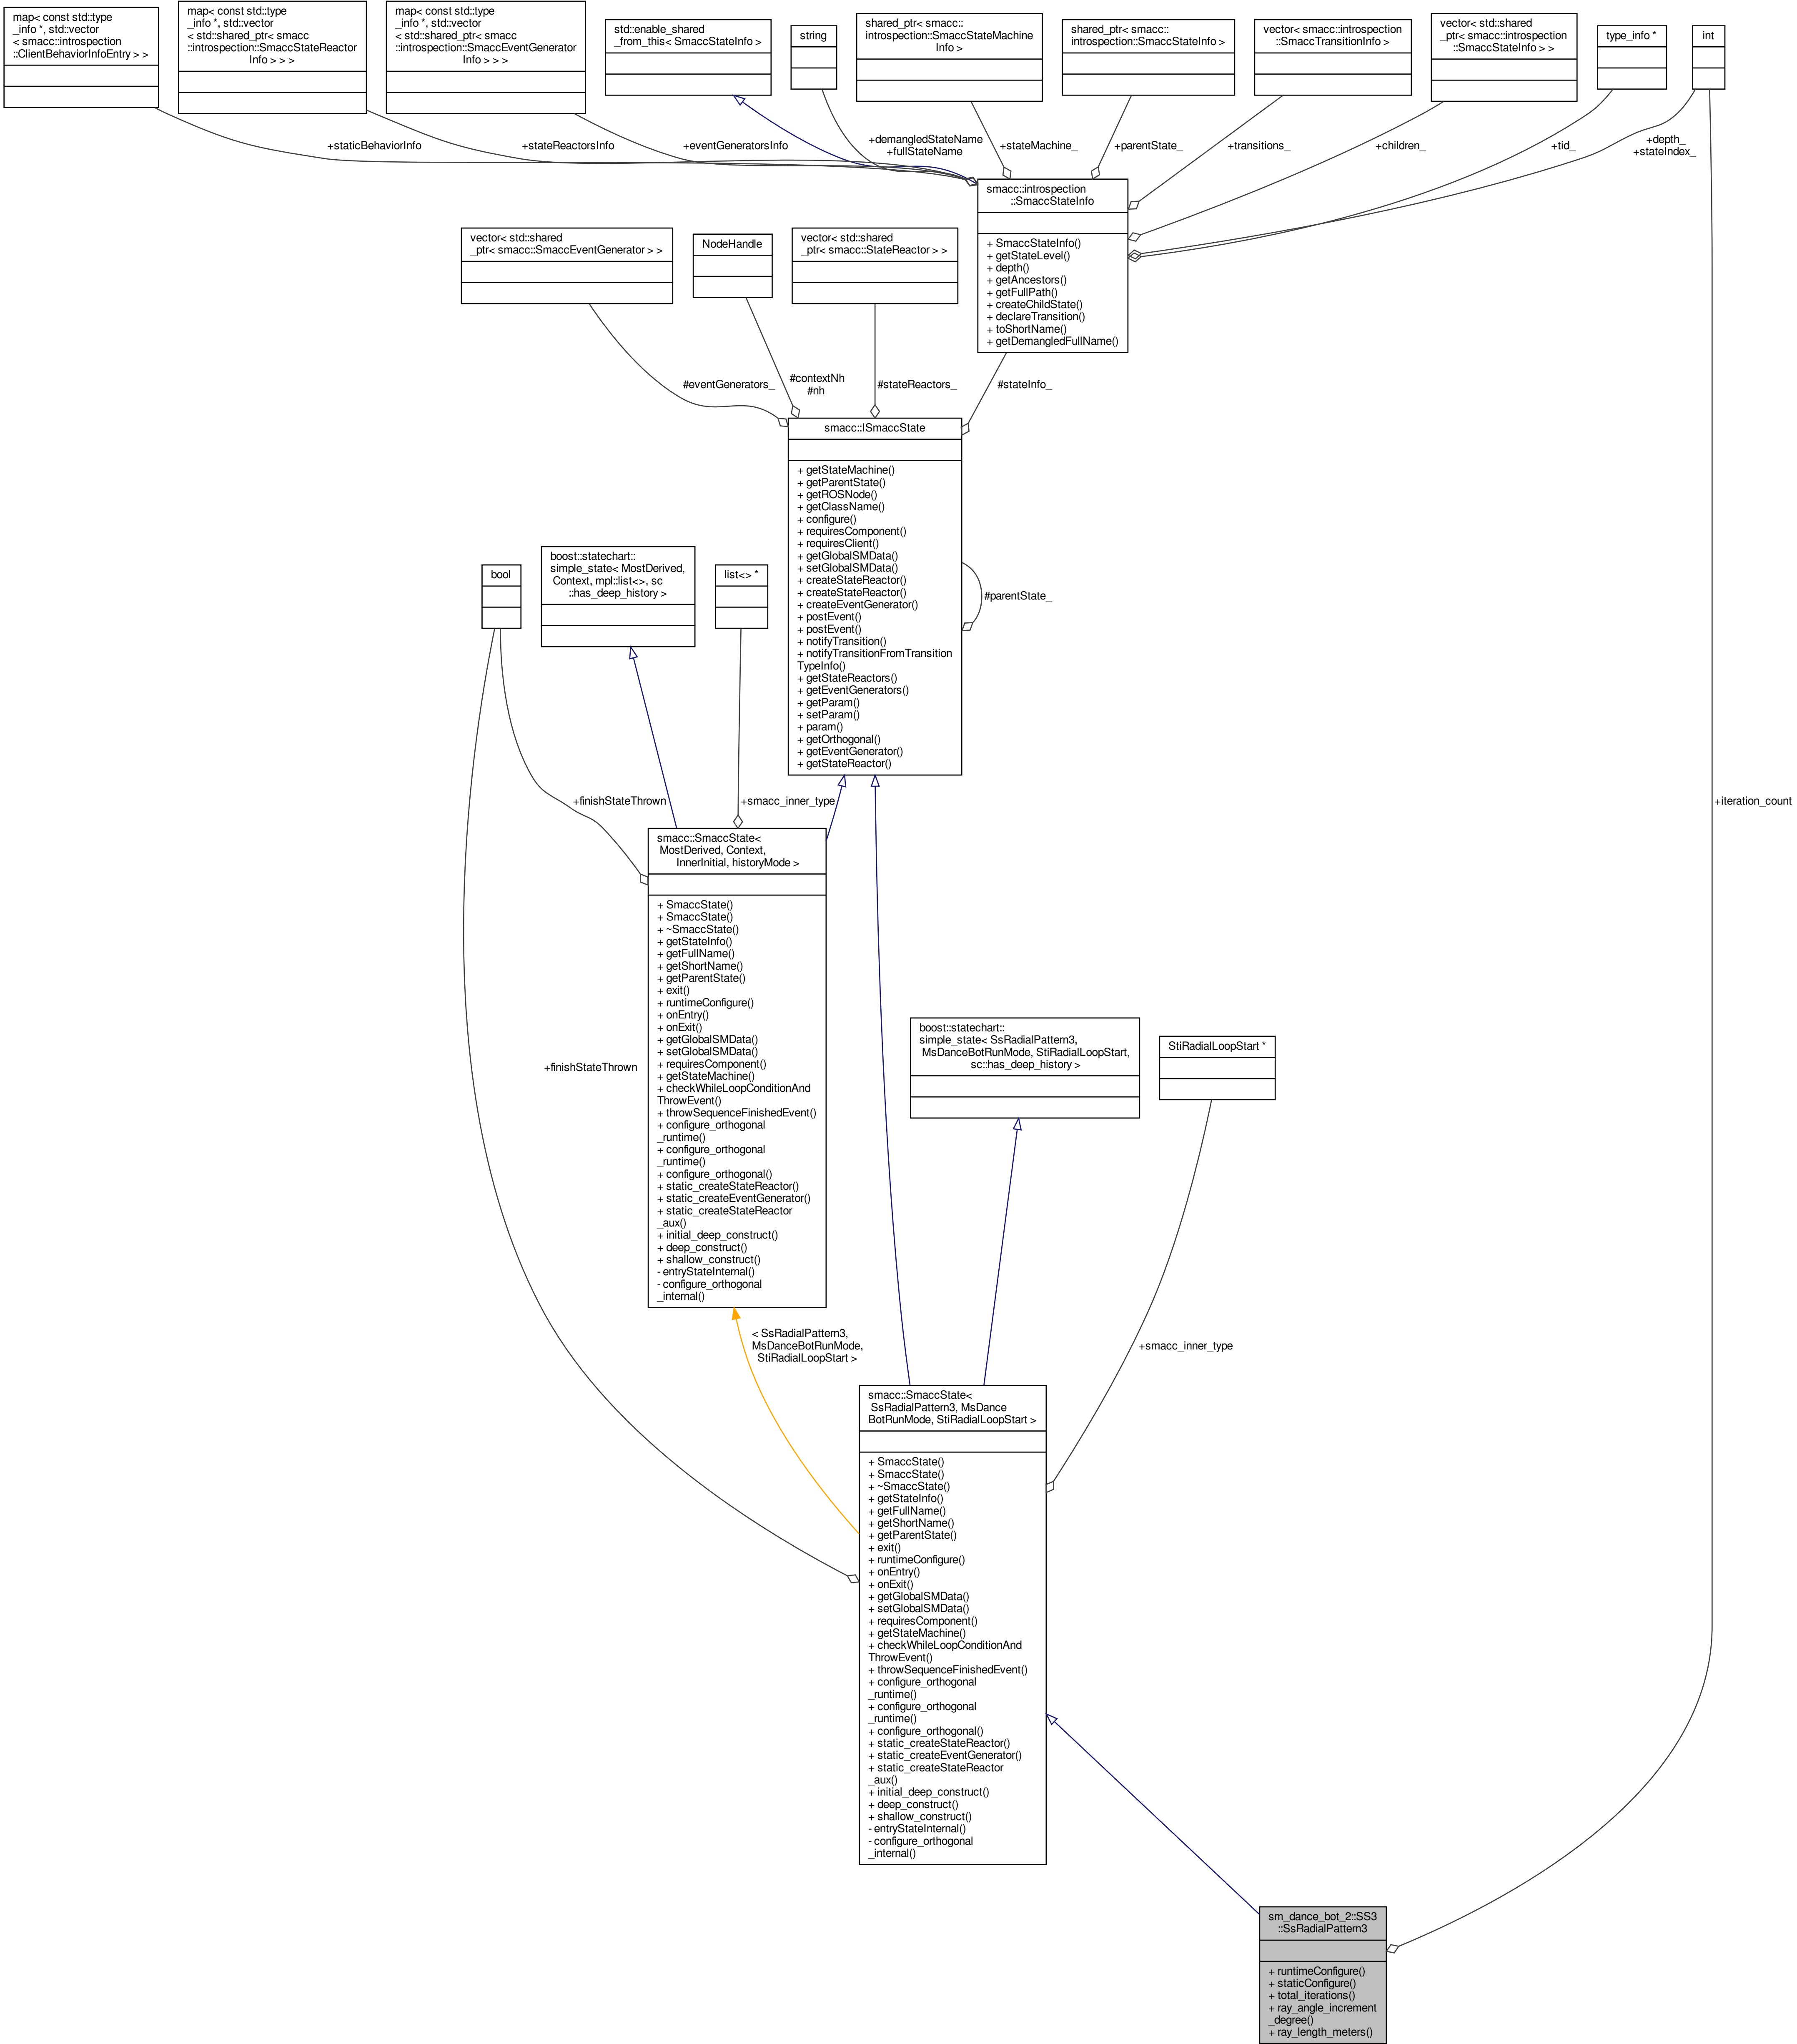 map< const std::type
_info *, std::vector
< smacc::introspection
::ClientBehaviorInfoEntry > >
map< const std::type
_info *, std::vector
< std::shared_ptr< smacc
::introspection::SmaccStateReactor
Info > > >
map< const std::type
_info *, std::vector
< std::shared_ptr< smacc
::introspection::SmaccEventGenerator
Info > > >
std::enable_shared
_from_this< SmaccStateInfo >
string
shared_ptr< smacc::
introspection::SmaccStateMachine
Info >
shared_ptr< smacc::
introspection::SmaccStateInfo >
vector< smacc::introspection
::SmaccTransitionInfo >
vector< std::shared
_ptr< smacc::introspection
::SmaccStateInfo > >
type_info *
int
+staticBehaviorInfo
+stateReactorsInfo
+eventGeneratorsInfo
+demangledStateName
+fullStateName
+stateMachine_
+parentState_
+transitions_
+children_
+tid_
+depth_
+stateIndex_
smacc::introspection
::SmaccStateInfo
+ SmaccStateInfo()
+ getStateLevel()
+ depth()
+ getAncestors()
+ getFullPath()
+ createChildState()
+ declareTransition()
+ toShortName()
+ getDemangledFullName()
vector< std::shared
_ptr< smacc::SmaccEventGenerator > >
NodeHandle
vector< std::shared
_ptr< smacc::StateReactor > >
#eventGenerators_
#contextNh
#nh
#stateReactors_
#stateInfo_
smacc::ISmaccState
+ getStateMachine()
+ getParentState()
+ getROSNode()
+ getClassName()
+ configure()
+ requiresComponent()
+ requiresClient()
+ getGlobalSMData()
+ setGlobalSMData()
+ createStateReactor()
+ createStateReactor()
+ createEventGenerator()
+ postEvent()
+ postEvent()
+ notifyTransition()
+ notifyTransitionFromTransition
TypeInfo()
+ getStateReactors()
+ getEventGenerators()
+ getParam()
+ setParam()
+ param()
+ getOrthogonal()
+ getEventGenerator()
+ getStateReactor()
#parentState_
bool
boost::statechart::
simple_state< MostDerived,
Context, mpl::list<>, sc
::has_deep_history >
list<> *
+finishStateThrown
+smacc_inner_type
+iteration_count
smacc::SmaccState<
MostDerived, Context,
InnerInitial, historyMode >
+ SmaccState()
+ SmaccState()
+ ~SmaccState()
+ getStateInfo()
+ getFullName()
+ getShortName()
+ getParentState()
+ exit()
+ runtimeConfigure()
+ onEntry()
+ onExit()
+ getGlobalSMData()
+ setGlobalSMData()
+ requiresComponent()
+ getStateMachine()
+ checkWhileLoopConditionAnd
ThrowEvent()
+ throwSequenceFinishedEvent()
+ configure_orthogonal
_runtime()
+ configure_orthogonal
_runtime()
+ configure_orthogonal()
+ static_createStateReactor()
+ static_createEventGenerator()
+ static_createStateReactor
_aux()
+ initial_deep_construct()
+ deep_construct()
+ shallow_construct()
- entryStateInternal()
- configure_orthogonal
_internal()
+finishStateThrown
boost::statechart::
simple_state< SsRadialPattern3,
MsDanceBotRunMode, StiRadialLoopStart,
sc::has_deep_history >
StiRadialLoopStart *
< SsRadialPattern3,
MsDanceBotRunMode,
StiRadialLoopStart >
+smacc_inner_type
smacc::SmaccState<
SsRadialPattern3, MsDance
BotRunMode, StiRadialLoopStart >
+ SmaccState()
+ SmaccState()
+ ~SmaccState()
+ getStateInfo()
+ getFullName()
+ getShortName()
+ getParentState()
+ exit()
+ runtimeConfigure()
+ onEntry()
+ onExit()
+ getGlobalSMData()
+ setGlobalSMData()
+ requiresComponent()
+ getStateMachine()
+ checkWhileLoopConditionAnd
ThrowEvent()
+ throwSequenceFinishedEvent()
+ configure_orthogonal
_runtime()
+ configure_orthogonal
_runtime()
+ configure_orthogonal()
+ static_createStateReactor()
+ static_createEventGenerator()
+ static_createStateReactor
_aux()
+ initial_deep_construct()
+ deep_construct()
+ shallow_construct()
- entryStateInternal()
- configure_orthogonal
_internal()
sm_dance_bot_2::SS3
::SsRadialPattern3
+ runtimeConfigure()
+ staticConfigure()
+ total_iterations()
+ ray_angle_increment
_degree()
+ ray_length_meters()